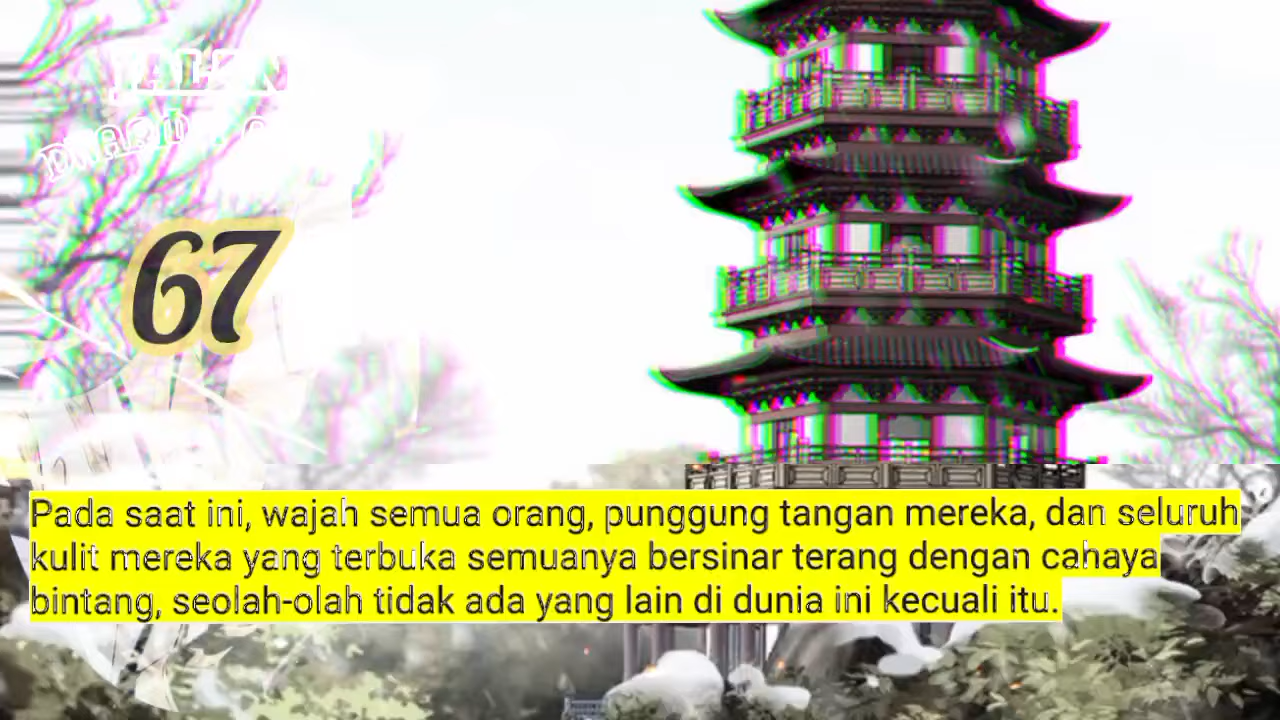 67
Pada saat ini, wajah semua orang, punggung tangan mereka, dan seluruh
kulit mereka yang terbuka semuanya bersinar terang dengan cahaya
bintang, seolah-olah tidak ada yang lain di dunia ini kecuali itu.